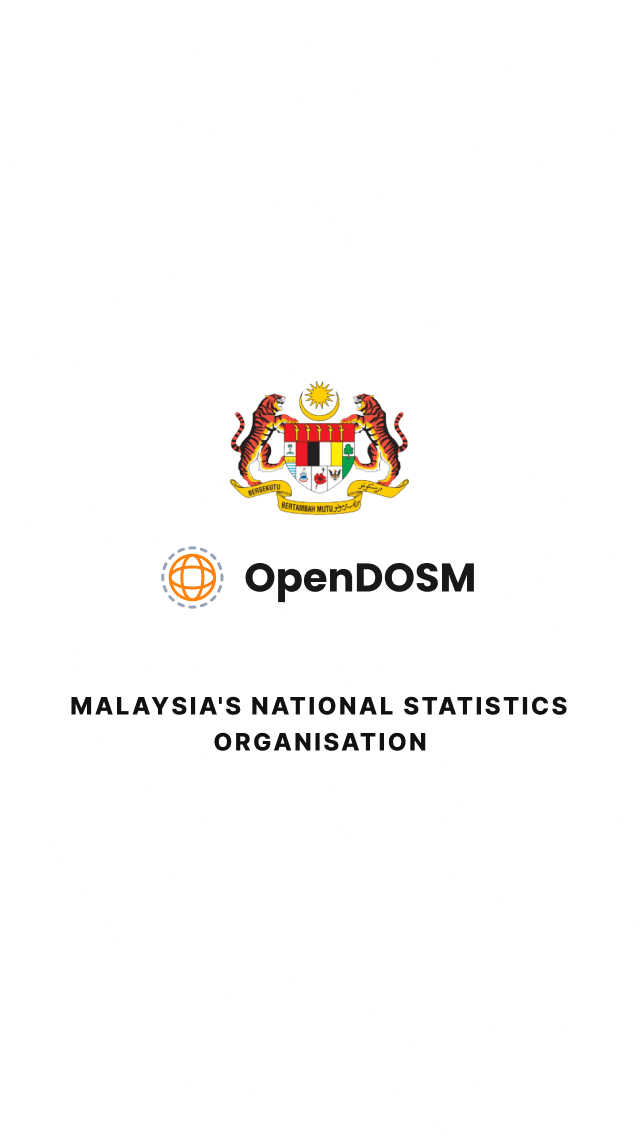 BERSEKUTU
BERTAMBAH MUTU
OpenDOSM
MALAYSIA'S NATIONAL STATISTICS
ORGANISATION